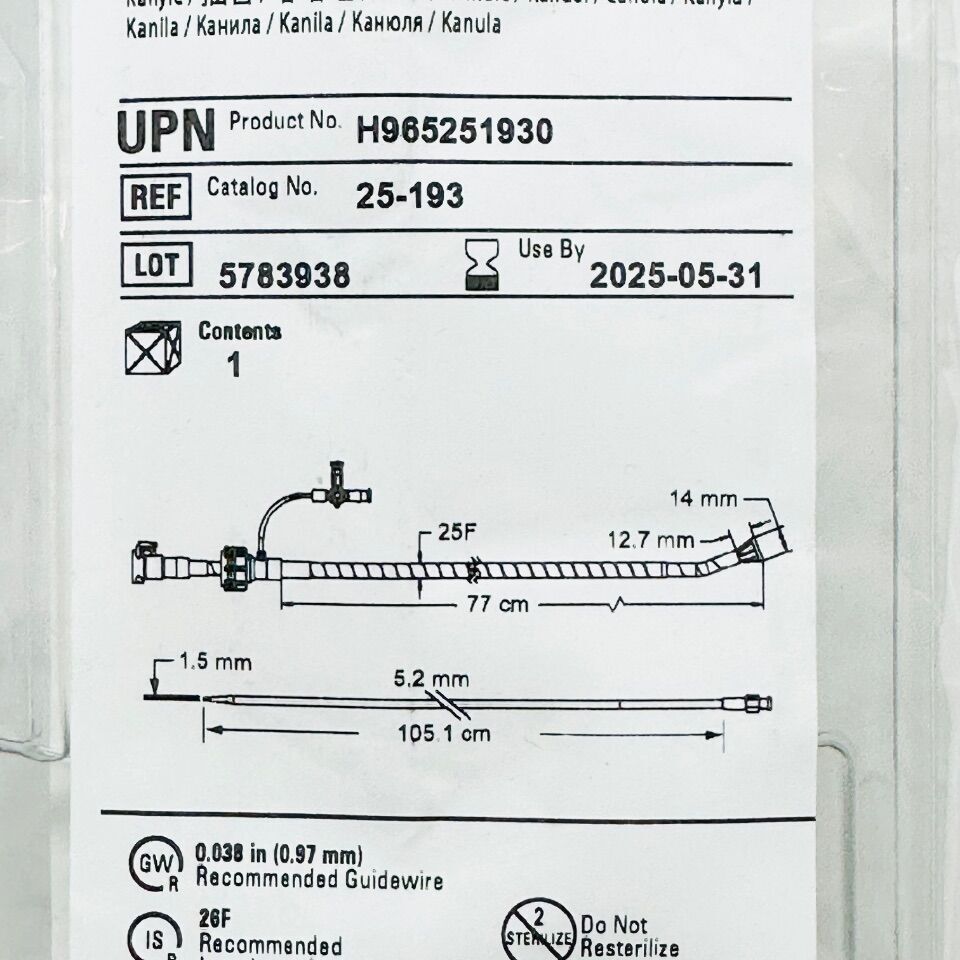 Kanila / Канила / Kanila / Канюля / Kanula
UPN Product No. H965251930
REF Catalog No. 25-193
LOT 5783938 Use By 2025-05-31
Contents
1
14 mm
25F
12.7 mm
77 cm
1.5 mm
5.2 mm
105.1 cm
GW R 0.038 in (0.97 mm)
Recommended Guidewire
IS 26F
Recommended
2 STERILIZE Do Not
Resterilize